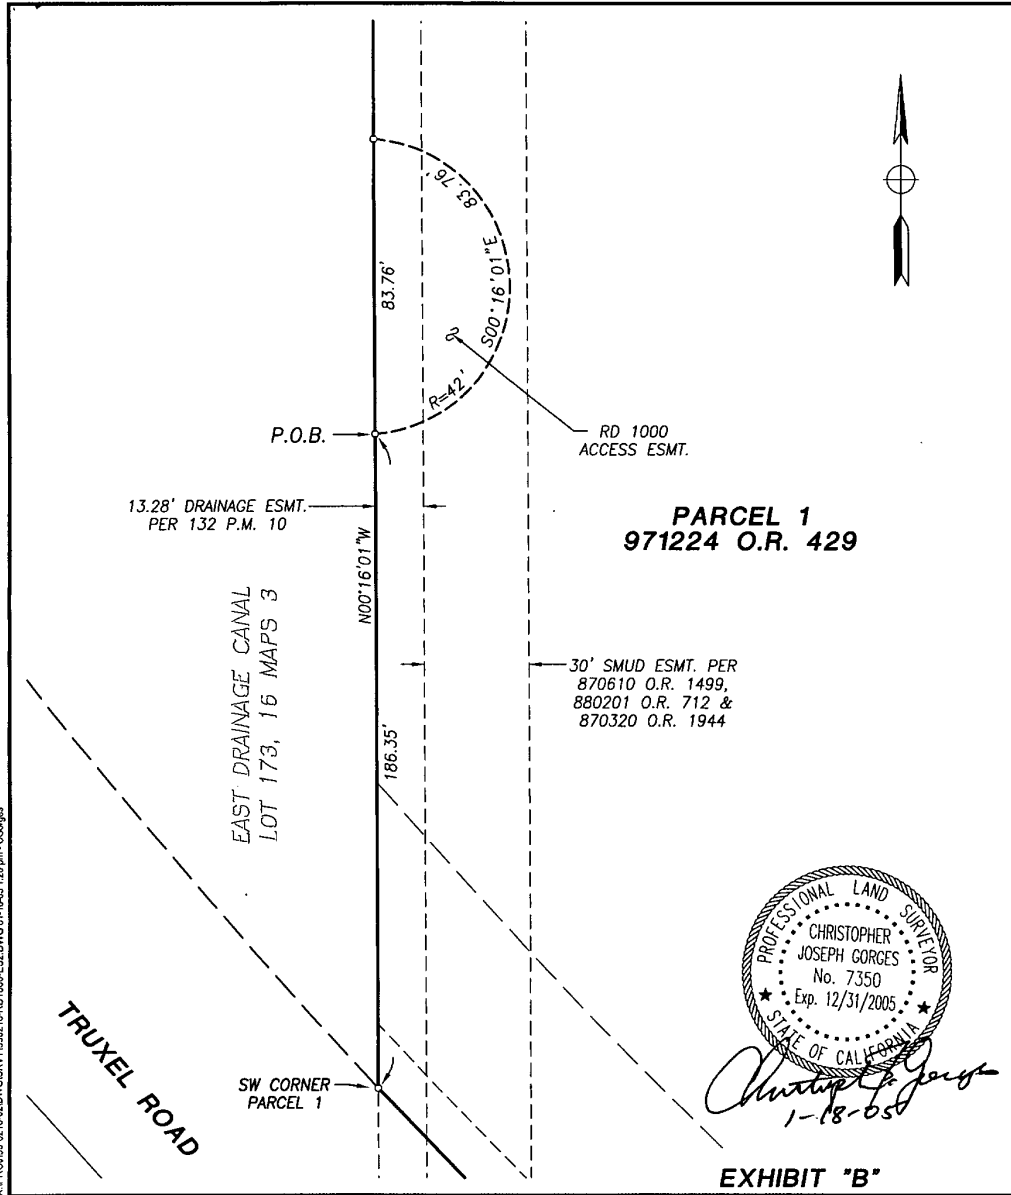 83.76'
83.76'
S00°16'01"E
R=42'
P.O.B.
RD 1000
ACCESS ESMT.
13.28' DRAINAGE ESMT.
PER 132 P.M. 10
PARCEL 1
971224 O.R. 429
N00°16'01"W
EAST DRAINAGE CANAL
LOT 173, 16 MAPS 3
30' SMUD ESMT. PER
870610 O.R. 1499,
880201 O.R. 712 &
870320 O.R. 1944
186.35'
TRUXEL ROAD
SW CORNER
PARCEL 1
PROFESSIONAL LAND SURVEYOR
CHRISTOPHER
JOSEPH GORGES
No. 7350
Exp. 12/31/2005
STATE OF CALIFORNIA
1-18-05
EXHIBIT "B"